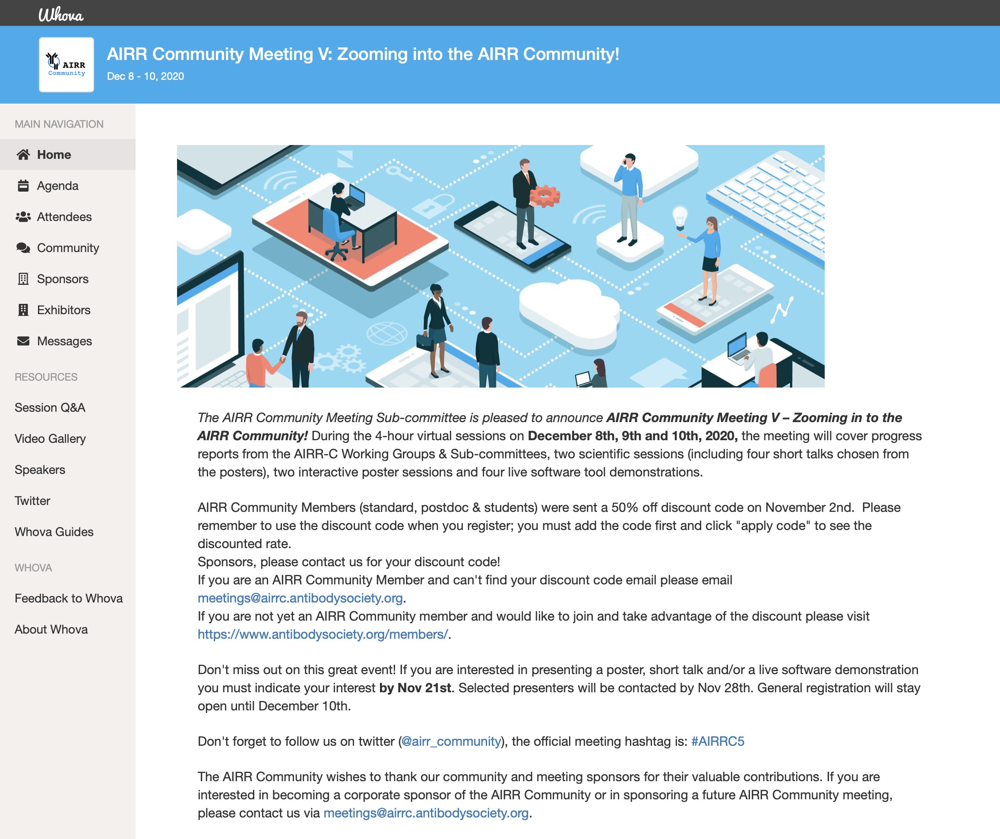 Whova
AIRR
Community
AIRR Community Meeting V: Zooming into the AIRR Community!
Dec 8 - 10, 2020
MAIN NAVIGATION
Home
Agenda
Attendees
Community
Sponsors
Exhibitors
Messages
RESOURCES
Session Q&A
Video Gallery
Speakers
Twitter
Whova Guides
WHOVA
Feedback to Whova
About Whova
The AIRR Community Meeting Sub-committee is pleased to announce AIRR Community Meeting V – Zooming in to the
AIRR Community! During the 4-hour virtual sessions on December 8th, 9th and 10th, 2020, the meeting will cover progress
reports from the AIRR-C Working Groups & Sub-committees, two scientific sessions (including four short talks chosen from
the posters), two interactive poster sessions and four live software tool demonstrations.
AIRR Community Members (standard, postdoc & students) were sent a 50% off discount code on November 2nd.  Please
remember to use the discount code when you register; you must add the code first and click "apply code" to see the
discounted rate.
Sponsors, please contact us for your discount code!
If you are an AIRR Community Member and can't find your discount code email please email
meetings@airrc.antibodysociety.org.
If you are not yet an AIRR Community member and would like to join and take advantage of the discount please visit
https://www.antibodysociety.org/members/.
Don't miss out on this great event! If you are interested in presenting a poster, short talk and/or a live software demonstration
you must indicate your interest by Nov 21st. Selected presenters will be contacted by Nov 28th. General registration will stay
open until December 10th.
Don't forget to follow us on twitter (@airr_community), the official meeting hashtag is: #AIRRC5
The AIRR Community wishes to thank our community and meeting sponsors for their valuable contributions. If you are
interested in becoming a corporate sponsor of the AIRR Community or in sponsoring a future AIRR Community meeting,
please contact us via meetings@airrc.antibodysociety.org.